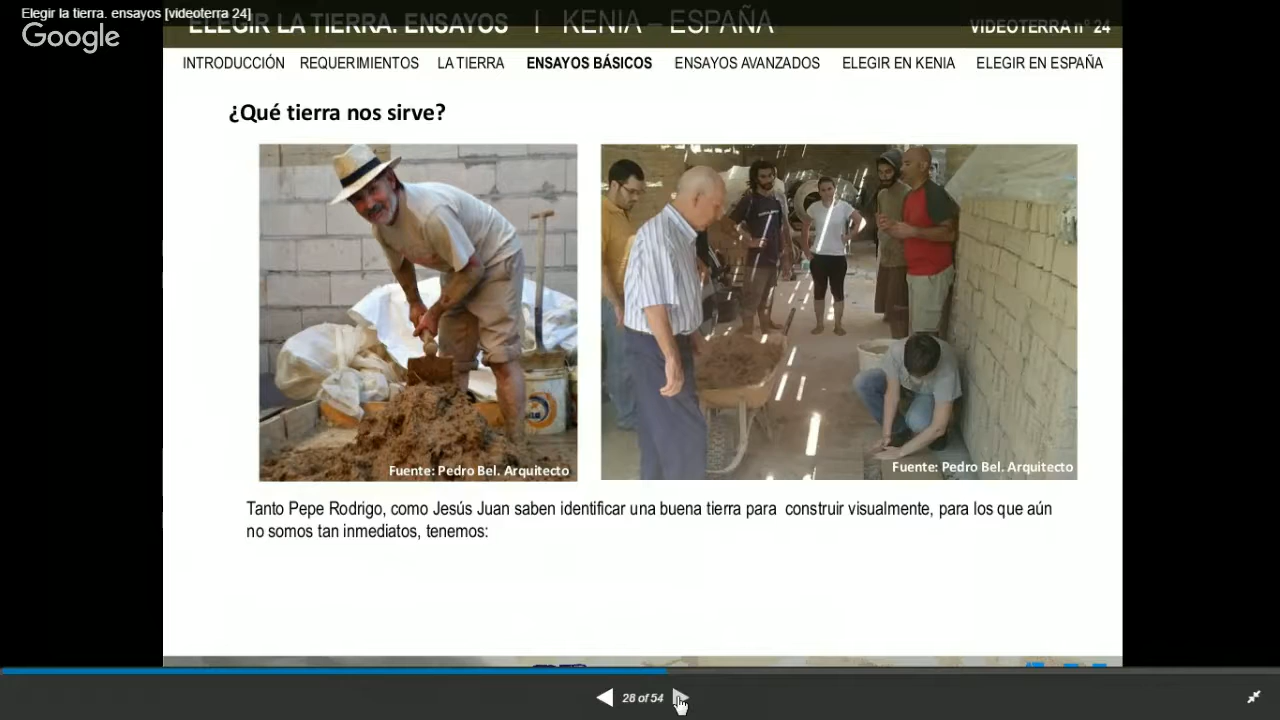 Elegir la tierra. ensayos [videoterra 24]
Google
ELEGIR LA TIERRA. ENSAYOS | KENIA – ESPAÑA
VIDEOTERRA nº 24
INTRODUCCIÓN REQUERIMIENTOS LA TIERRA ENSAYOS BÁSICOS ENSAYOS AVANZADOS ELEGIR EN KENIA ELEGIR EN ESPAÑA
¿Qué tierra nos sirve?
Fuente: Pedro Bel. Arquitecto
Fuente: Pedro Bel. Arquitecto
Tanto Pepe Rodrigo, como Jesús Juan saben identificar una buena tierra para construir visualmente, para los que aún
no somos tan inmediatos, tenemos:
28 of 54